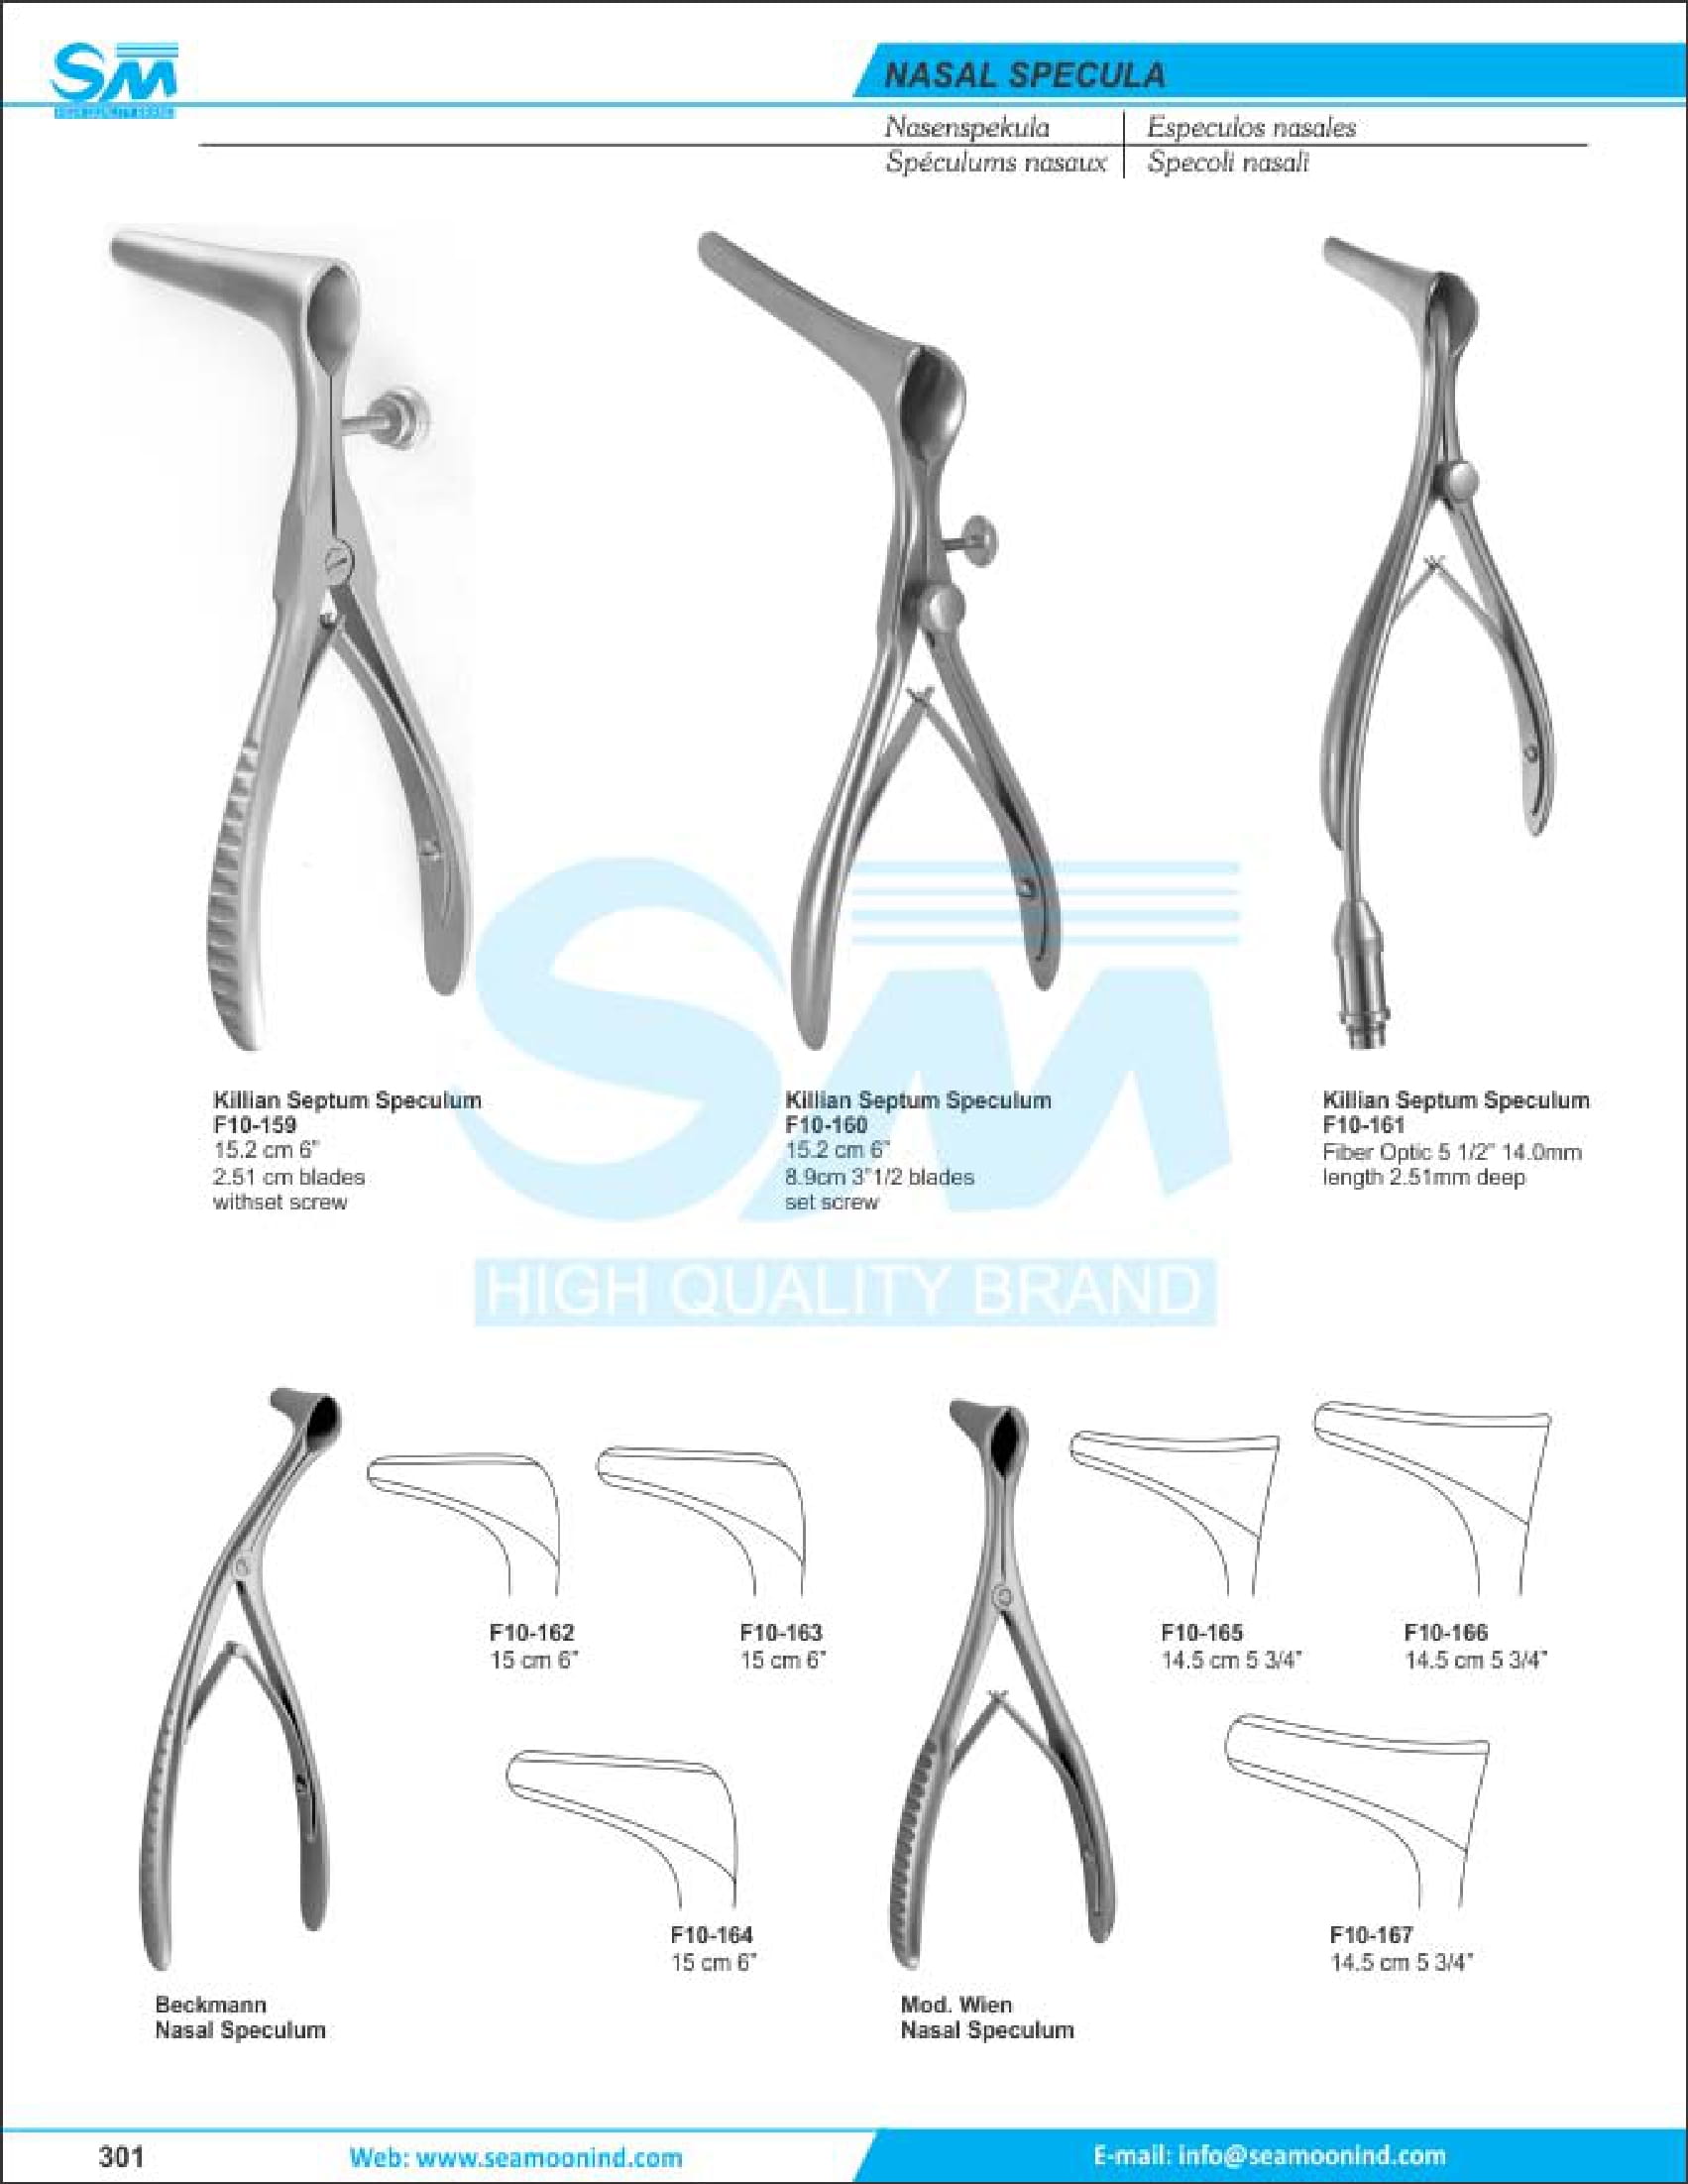 SM
NASAL SPECULA
Nasenspekula
Especulos nasales
Spéculums nasaux
Specoli nasali
Killian Septum Speculum
F10-159
15.2 cm 6"
2.51 cm blades
withset screw
Killian Septum Speculum
F10-160
15.2 cm 6"
8.9cm 3"1/2 blades
set screw
Killian Septum Speculum
F10-161
Fiber Optic 5 1/2" 14.0mm
length 2.51mm deep
SM
HIGH QUALITY BRAND
F10-162
15 cm 6"
F10-163
15 cm 6"
F10-164
15 cm 6"
Beckmann
Nasal Speculum
F10-165
14.5 cm 5 3/4"
F10-166
14.5 cm 5 3/4"
F10-167
14.5 cm 5 3/4"
Mod. Wien
Nasal Speculum
301
Web: www.seamoonind.com
E-mail: info@seamoonind.com